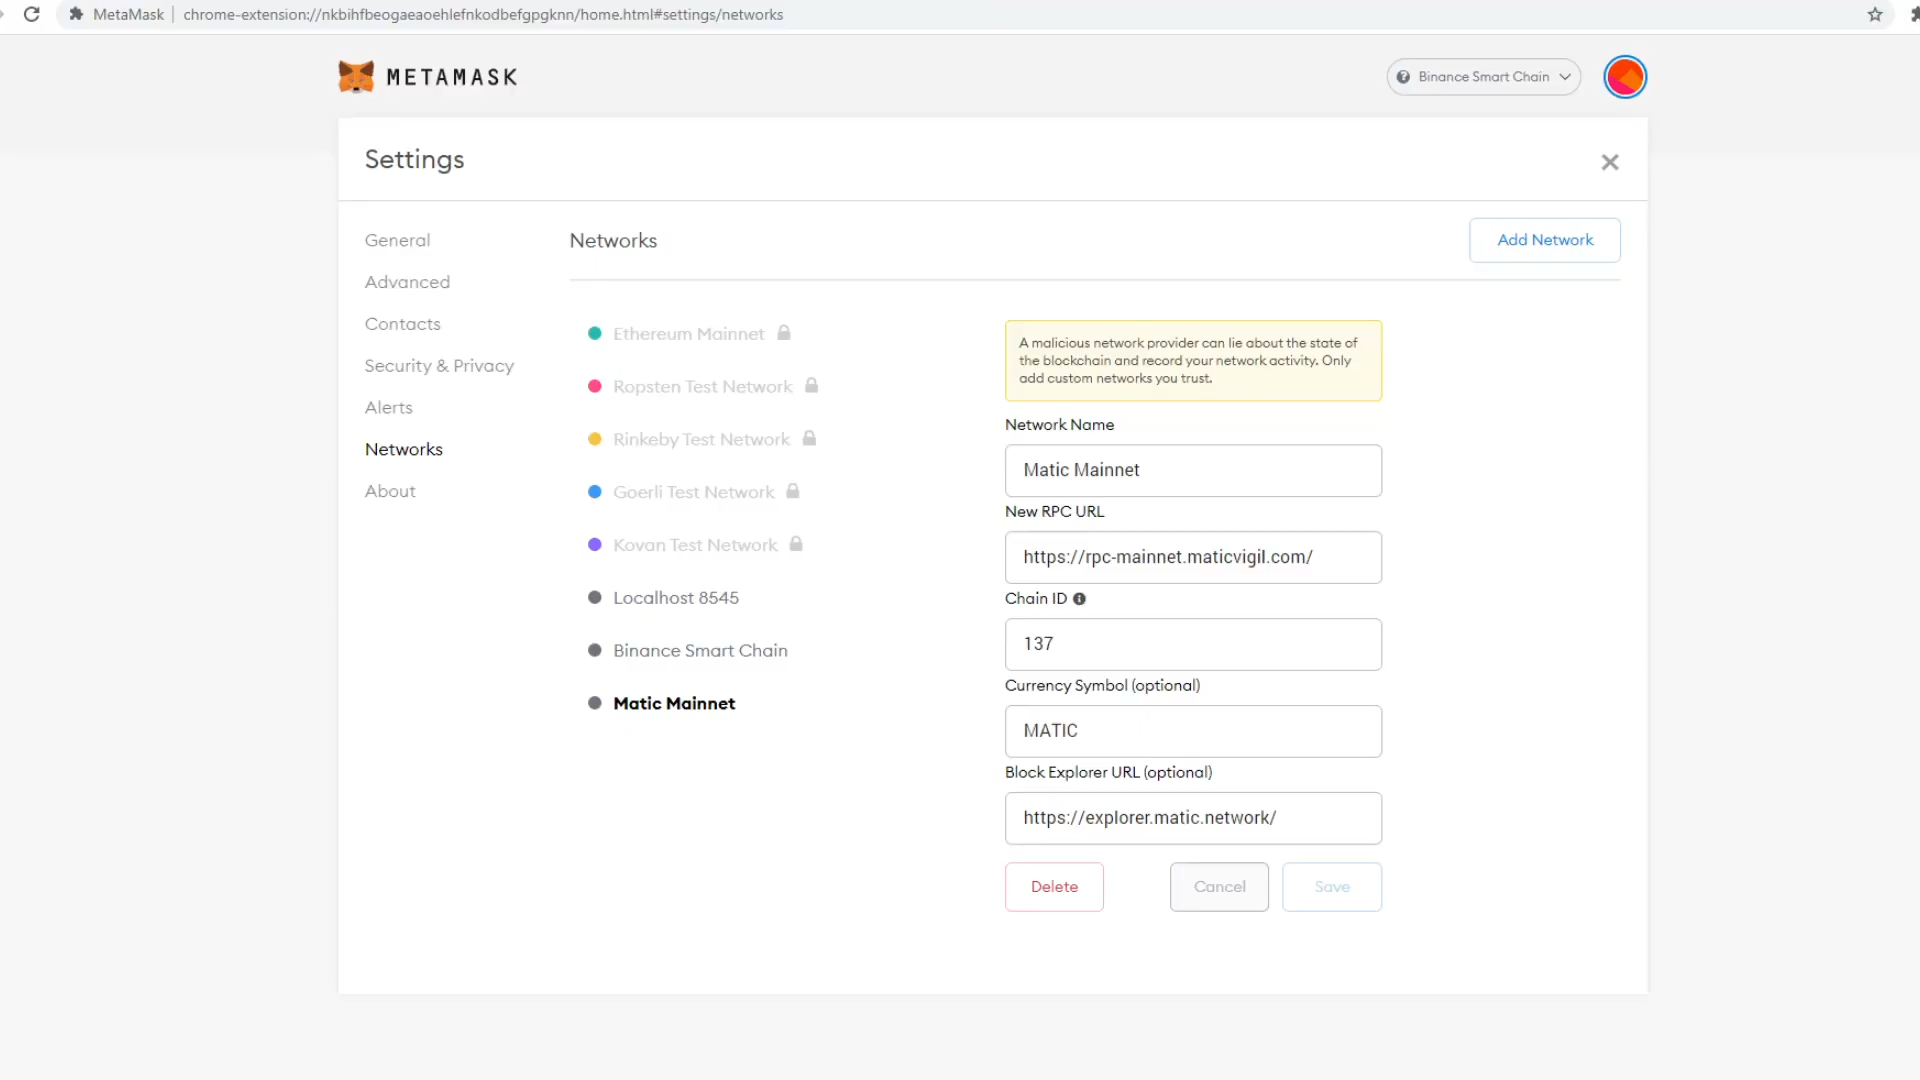 MetaMask | chrome-extension://nkbihfbeogaeaoehlefnkodbefgpgknn/home.html#settings/networks
METAMASK
Binance Smart Chain
Settings
General
Advanced
Contacts
Security & Privacy
Alerts
Networks
About
Networks
Add Network
Ethereum Mainnet
Ropsten Test Network
Rinkeby Test Network
Goerli Test Network
Kovan Test Network
Localhost 8545
Binance Smart Chain
Matic Mainnet
A malicious network provider can lie about the state of
the blockchain and record your network activity. Only
add custom networks you trust.
Network Name
Matic Mainnet
New RPC URL
https://rpc-mainnet.maticvigil.com/
Chain ID
137
Currency Symbol (optional)
MATIC
Block Explorer URL (optional)
https://explorer.matic.network/
Delete
Cancel
Save